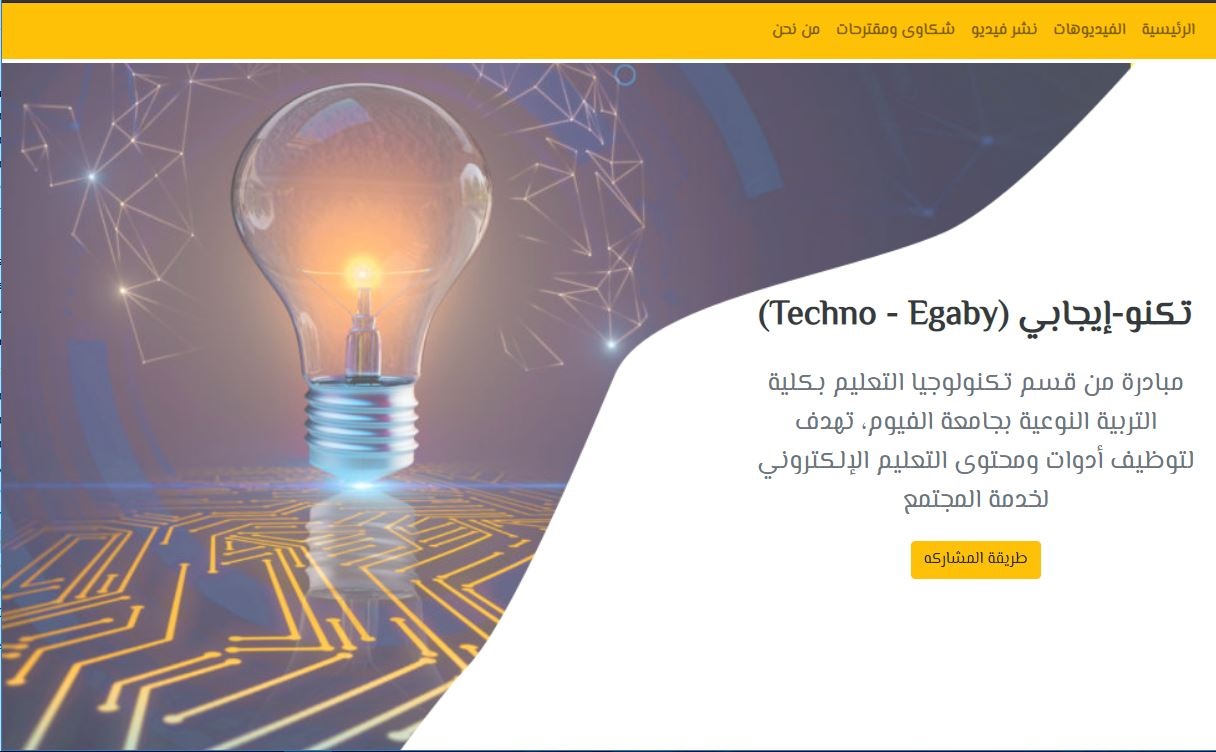 الرئيسية الفيديوهات نشر فيديو شكاوى ومقترحات من نحن
تكنو-إيجابي (Techno - Egaby)
مبادرة من قسم تكنولوجيا التعليم بكلية
التربية النوعية بجامعة الفيوم، تهدف
لتوظيف أدوات ومحتوى التعليم الإلكتروني
لخدمة المجتمع
طريقة المشاركه